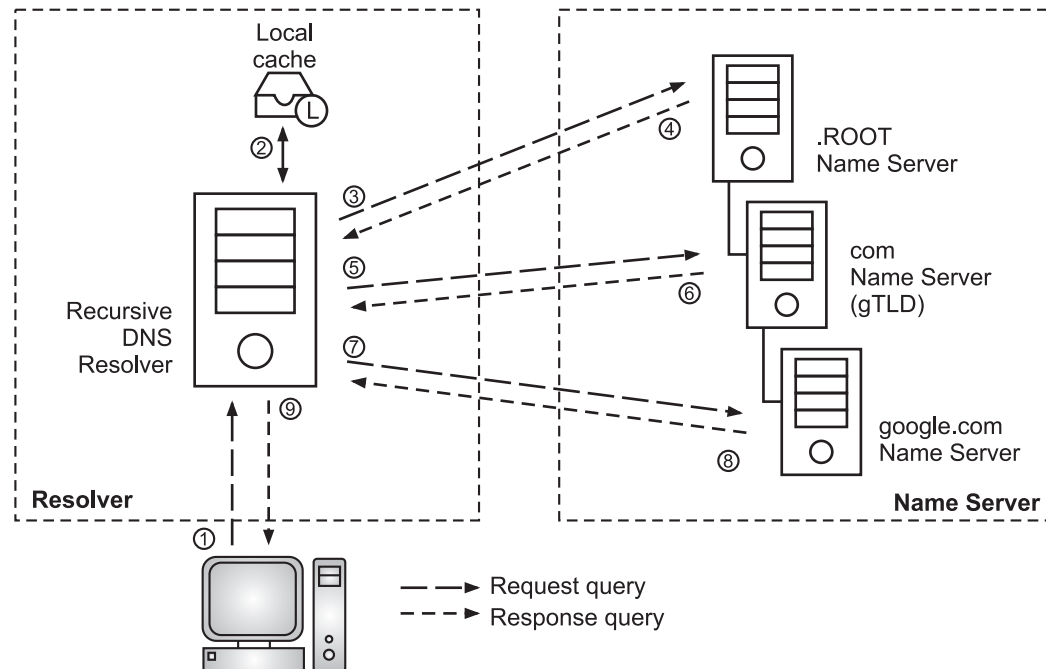 Local
cache
L
②
③
④
.ROOT
Name Server
⑤
⑥
com
Name Server
(gTLD)
Recursive
DNS
Resolver
⑦
⑧
google.com
Name Server
⑨
Resolver
Name Server
①
Request query
Response query